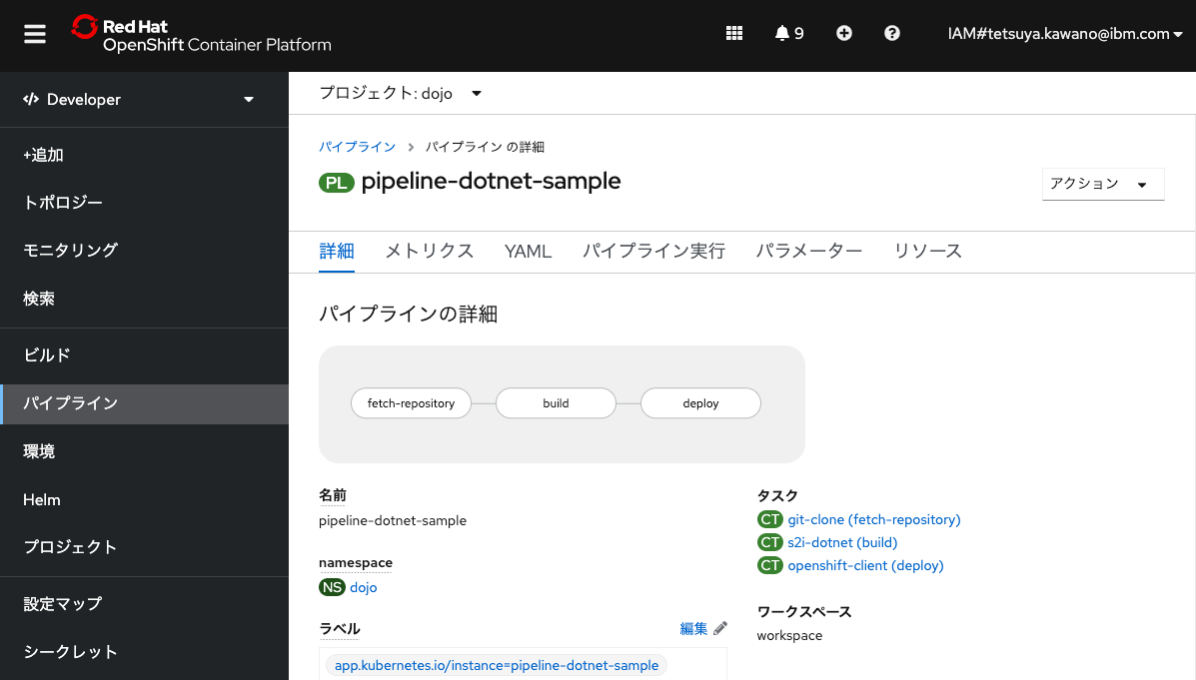 Red Hat
OpenShift Container Platform
9
IAM#tetsuya.kawano@ibm.com
Developer
+追加
トポロジー
モニタリング
検索
ビルド
パイプライン
環境
Helm
プロジェクト
設定マップ
シークレット
プロジェクト: dojo
パイプライン > パイプライン の詳細
PL pipeline-dotnet-sample
アクション
詳細 メトリクス YAML パイプライン実行 パラメーター リソース
パイプラインの詳細
fetch-repository build deploy
名前
pipeline-dotnet-sample
namespace
NS dojo
ラベル 編集
app.kubernetes.io/instance=pipeline-dotnet-sample
タスク
CT git-clone (fetch-repository)
CT s2i-dotnet (build)
CT openshift-client (deploy)
ワークスペース
workspace